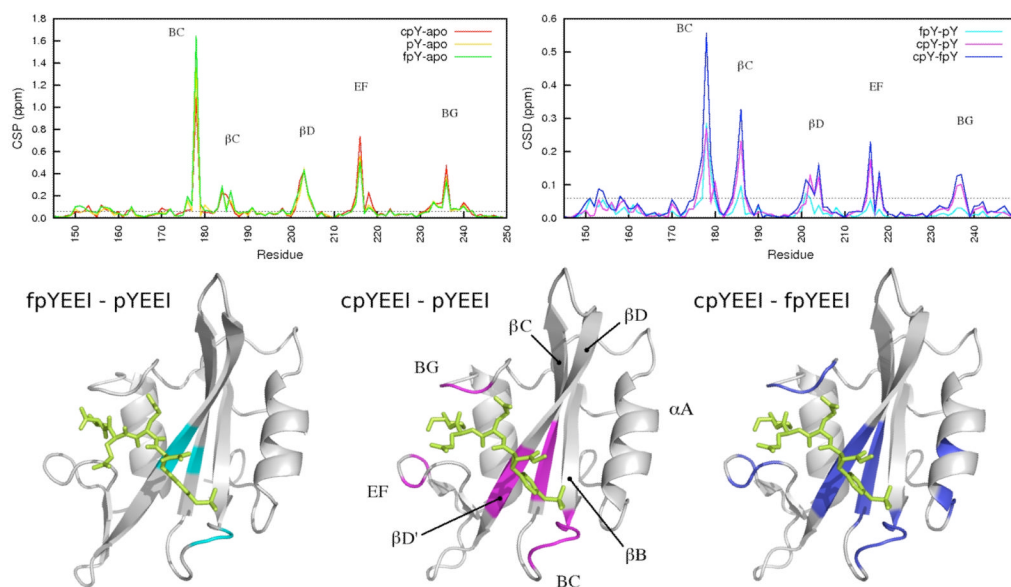 BC
cpY-apo
pY-apo
fpY-apo
EF
βC
βD
BG
CSP (ppm)
1.8
1.6
1.4
1.2
1.0
0.8
0.6
0.4
0.2
0.0
150 160 170 180 190 200 210 220 230 240 250
Residue
BC
fpY-pY
cpY-pY
cpY-fpY
βC
EF
βD
BG
CSD (ppm)
0.6
0.5
0.4
0.3
0.2
0.1
0.0
150 160 170 180 190 200 210 220 230 240
Residue
fpYEEI - pYEEI
cpYEEI - pYEEI
cpYEEI - fpYEEI
βC
βD
BG
αA
EF
βD'
βB
BC